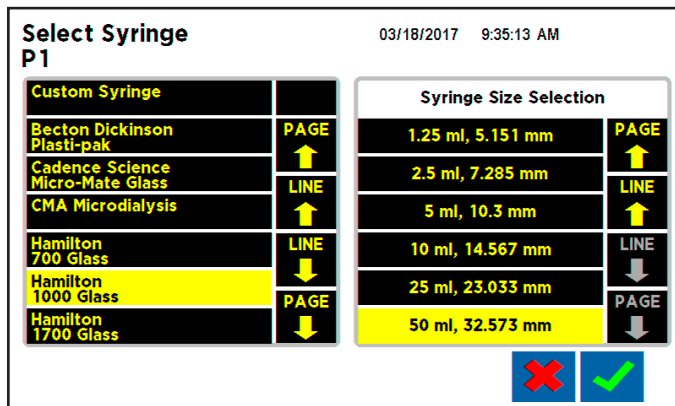 Select Syringe
P1
03/18/2017 9:35:13 AM
Custom Syringe
Becton Dickinson
Plasti-pak
Cadence Science
Micro-Mate Glass
CMA Microdialysis
Hamilton
700 Glass
Hamilton
1000 Glass
Hamilton
1700 Glass
PAGE
LINE
LINE
PAGE
Syringe Size Selection
1.25 ml, 5.151 mm
2.5 ml, 7.285 mm
5 ml, 10.3 mm
10 ml, 14.567 mm
25 ml, 23.033 mm
50 ml, 32.573 mm
PAGE
LINE
LINE
PAGE